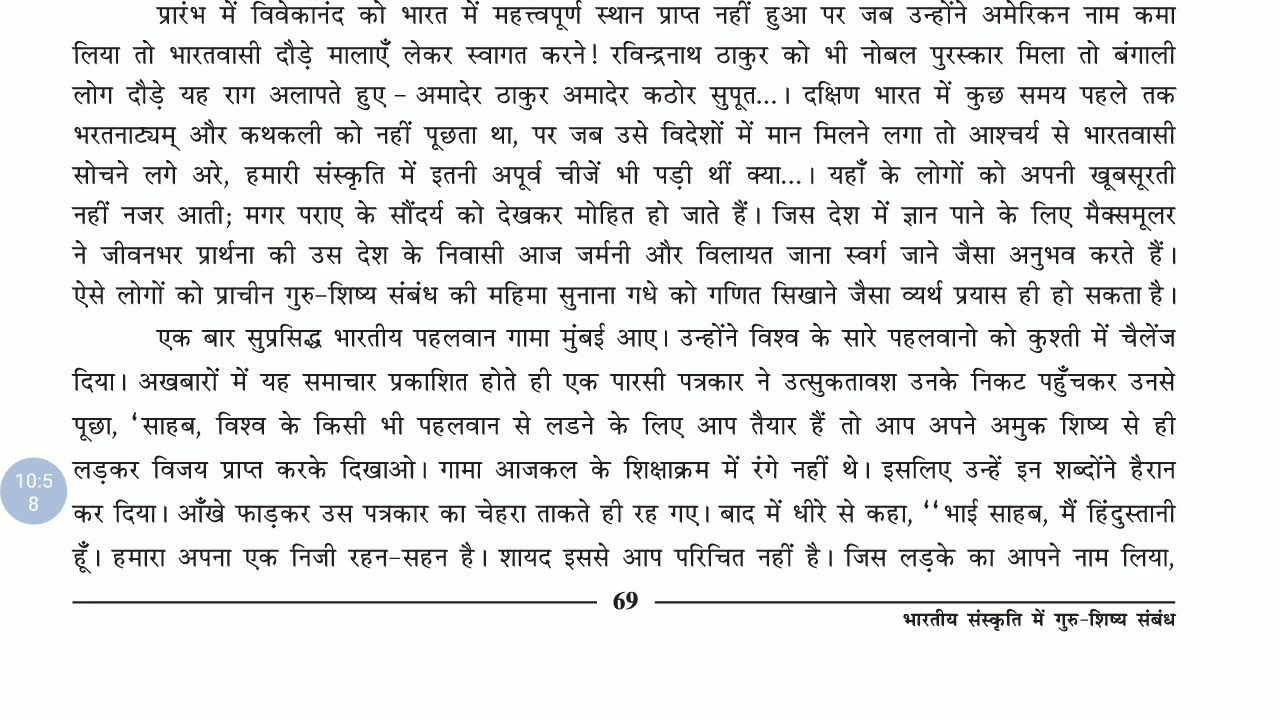 प्रारंभ में विवेकानंद को भारत में महत्त्वपूर्ण स्थान प्राप्त नहीं हुआ पर जब उन्होंने अमेरिकन नाम कमा
लिया तो भारतवासी दौड़े मालाएँ लेकर स्वागत करने! रविन्द्रनाथ ठाकुर को भी नोबल पुरस्कार मिला तो बंगाली
लोग दौड़े यह राग अलापते हुए – अमादेर ठाकुर अमादेर कठोर सुपूत...। दक्षिण भारत में कुछ समय पहले तक
भरतनाट्यम् और कथकली को नहीं पूछता था, पर जब उसे विदेशों में मान मिलने लगा तो आश्चर्य से भारतवासी
सोचने लगे अरे, हमारी संस्कृति में इतनी अपूर्व चीजें भी पड़ी थीं क्या...। यहाँ के लोगों को अपनी खूबसूरती
नहीं नजर आती; मगर पराए के सौंदर्य को देखकर मोहित हो जाते हैं। जिस देश में ज्ञान पाने के लिए मैक्समूलर
ने जीवनभर प्रार्थना की उस देश के निवासी आज जर्मनी और विलायत जाना स्वर्ग जाने जैसा अनुभव करते हैं।
ऐसे लोगों को प्राचीन गुरु-शिष्य संबंध की महिमा सुनाना गधे को गणित सिखाने जैसा व्यर्थ प्रयास ही हो सकता है।
एक बार सुप्रसिद्ध भारतीय पहलवान गामा मुंबई आए। उन्होंने विश्व के सारे पहलवानो को कुश्ती में चैलेंज
दिया। अखबारों में यह समाचार प्रकाशित होते ही एक पारसी पत्रकार ने उत्सुकतावश उनके निकट पहुँचकर उनसे
पूछा, ‘साहब, विश्व के किसी भी पहलवान से लडने के लिए आप तैयार हैं तो आप अपने अमुक शिष्य से ही
लड़कर विजय प्राप्त करके दिखाओ। गामा आजकल के शिक्षाक्रम में रंगे नहीं थे। इसलिए उन्हें इन शब्दोंने हैरान
कर दिया। आँखे फाड़कर उस पत्रकार का चेहरा ताकते ही रह गए। बाद में धीरे से कहा, ‘‘भाई साहब, मैं हिंदुस्तानी
हूँ। हमारा अपना एक निजी रहन-सहन है। शायद इससे आप परिचित नहीं है। जिस लड़के का आपने नाम लिया,
69
भारतीय संस्कृति में गुरु-शिष्य संबंध
10:5
8